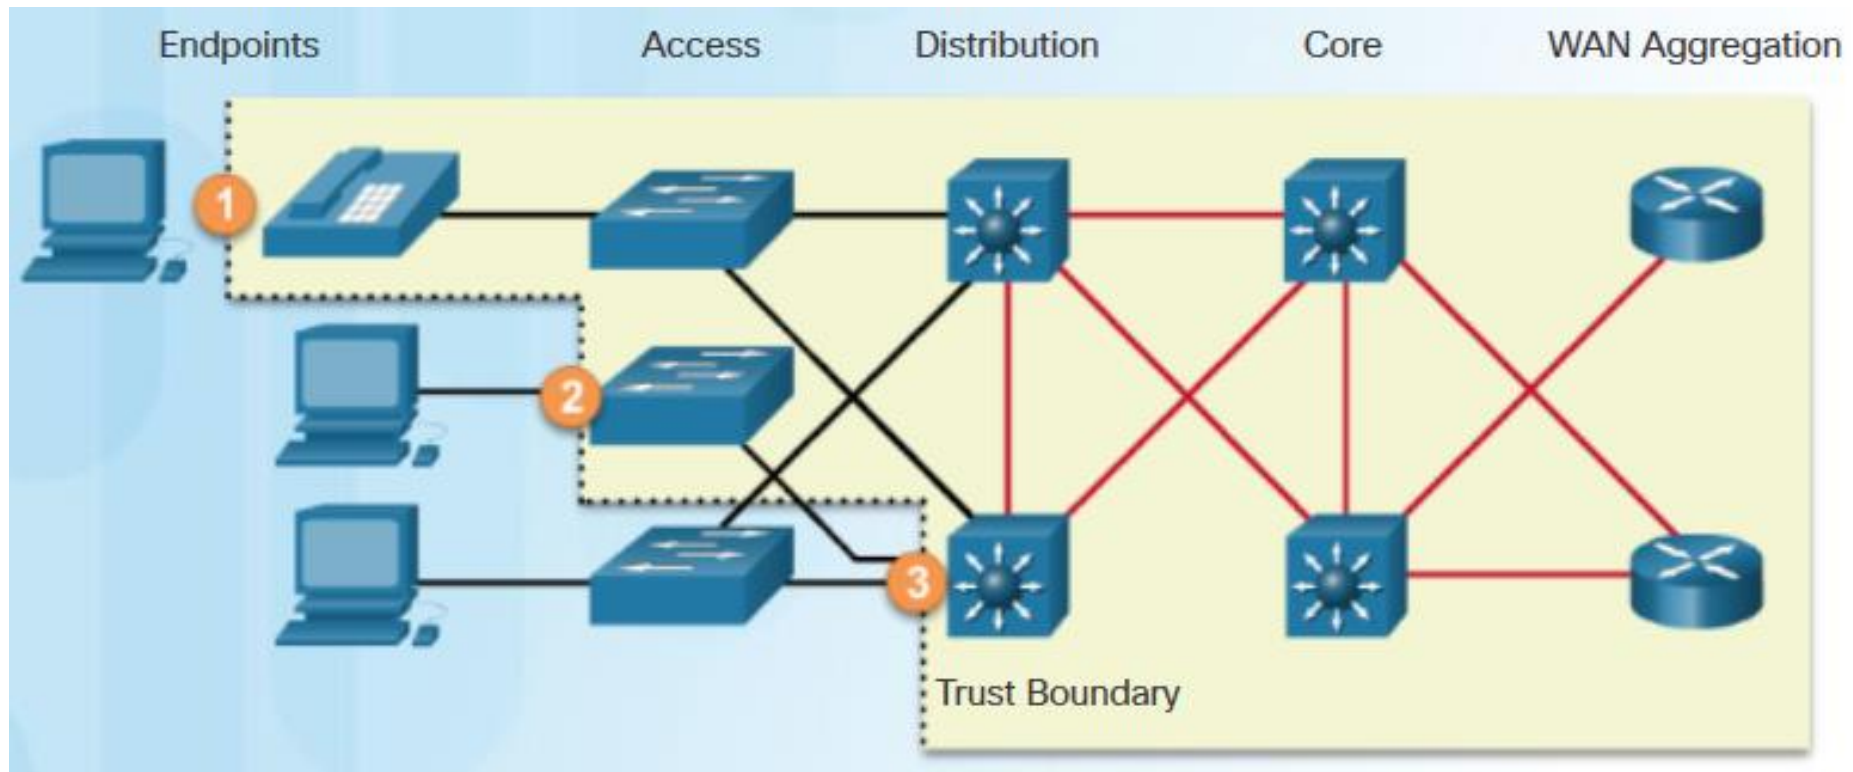 Endpoints
Access
Distribution
Core
WAN Aggregation
1
2
3
Trust Boundary